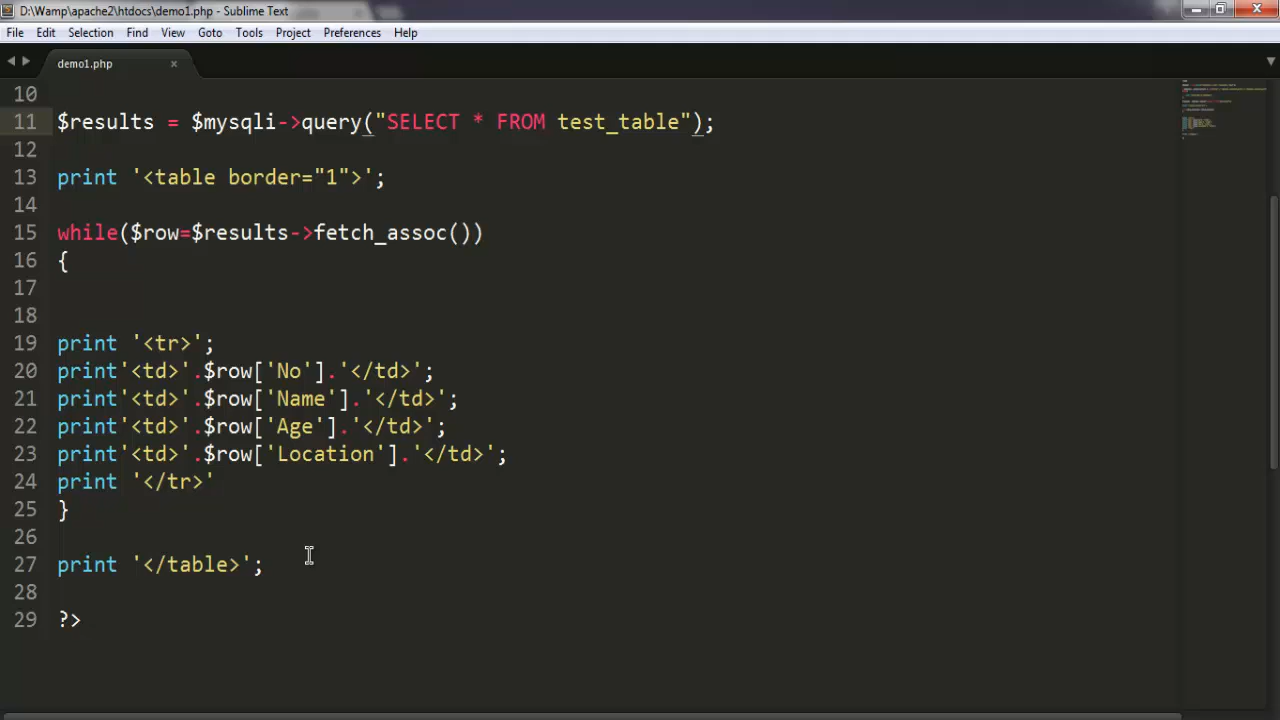 D:\Wamp\apache2\htdocs\demo1.php - Sublime Text
File Edit Selection Find View Goto Tools Project Preferences Help
demo1.php
10
11 $results = $mysqli->query("SELECT * FROM test_table");
12
13 print '<table border="1">';
14
15 while($row=$results->fetch_assoc())
16 {
17
18
19 print '<tr>';
20 print'<td>'.$row['No'].'</td>';
21 print'<td>'.$row['Name'].'</td>';
22 print'<td>'.$row['Age'].'</td>';
23 print'<td>'.$row['Location'].'</td>';
24 print '</tr>'
25 }
26
27 print '</table>';
28
29 ?>